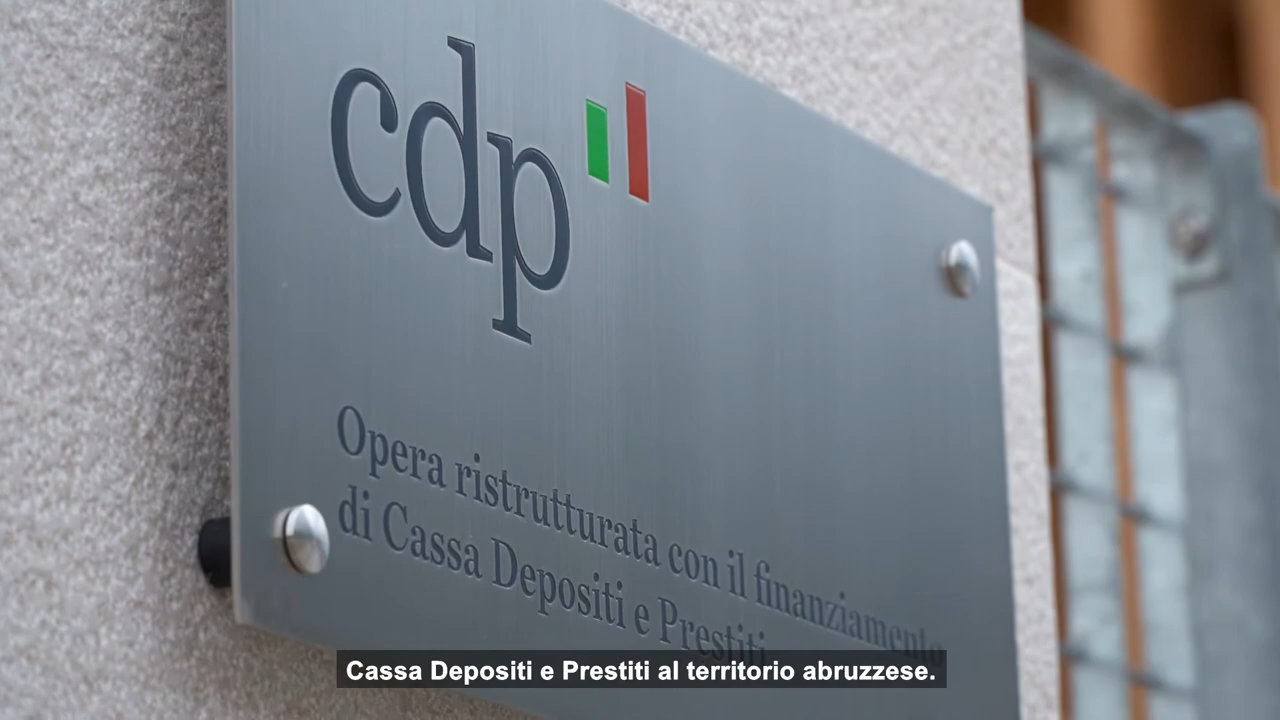 cdp
Opera ristrutturata con il finanziamento
di Cassa Depositi e Prestiti
Cassa Depositi e Prestiti al territorio abruzzese.